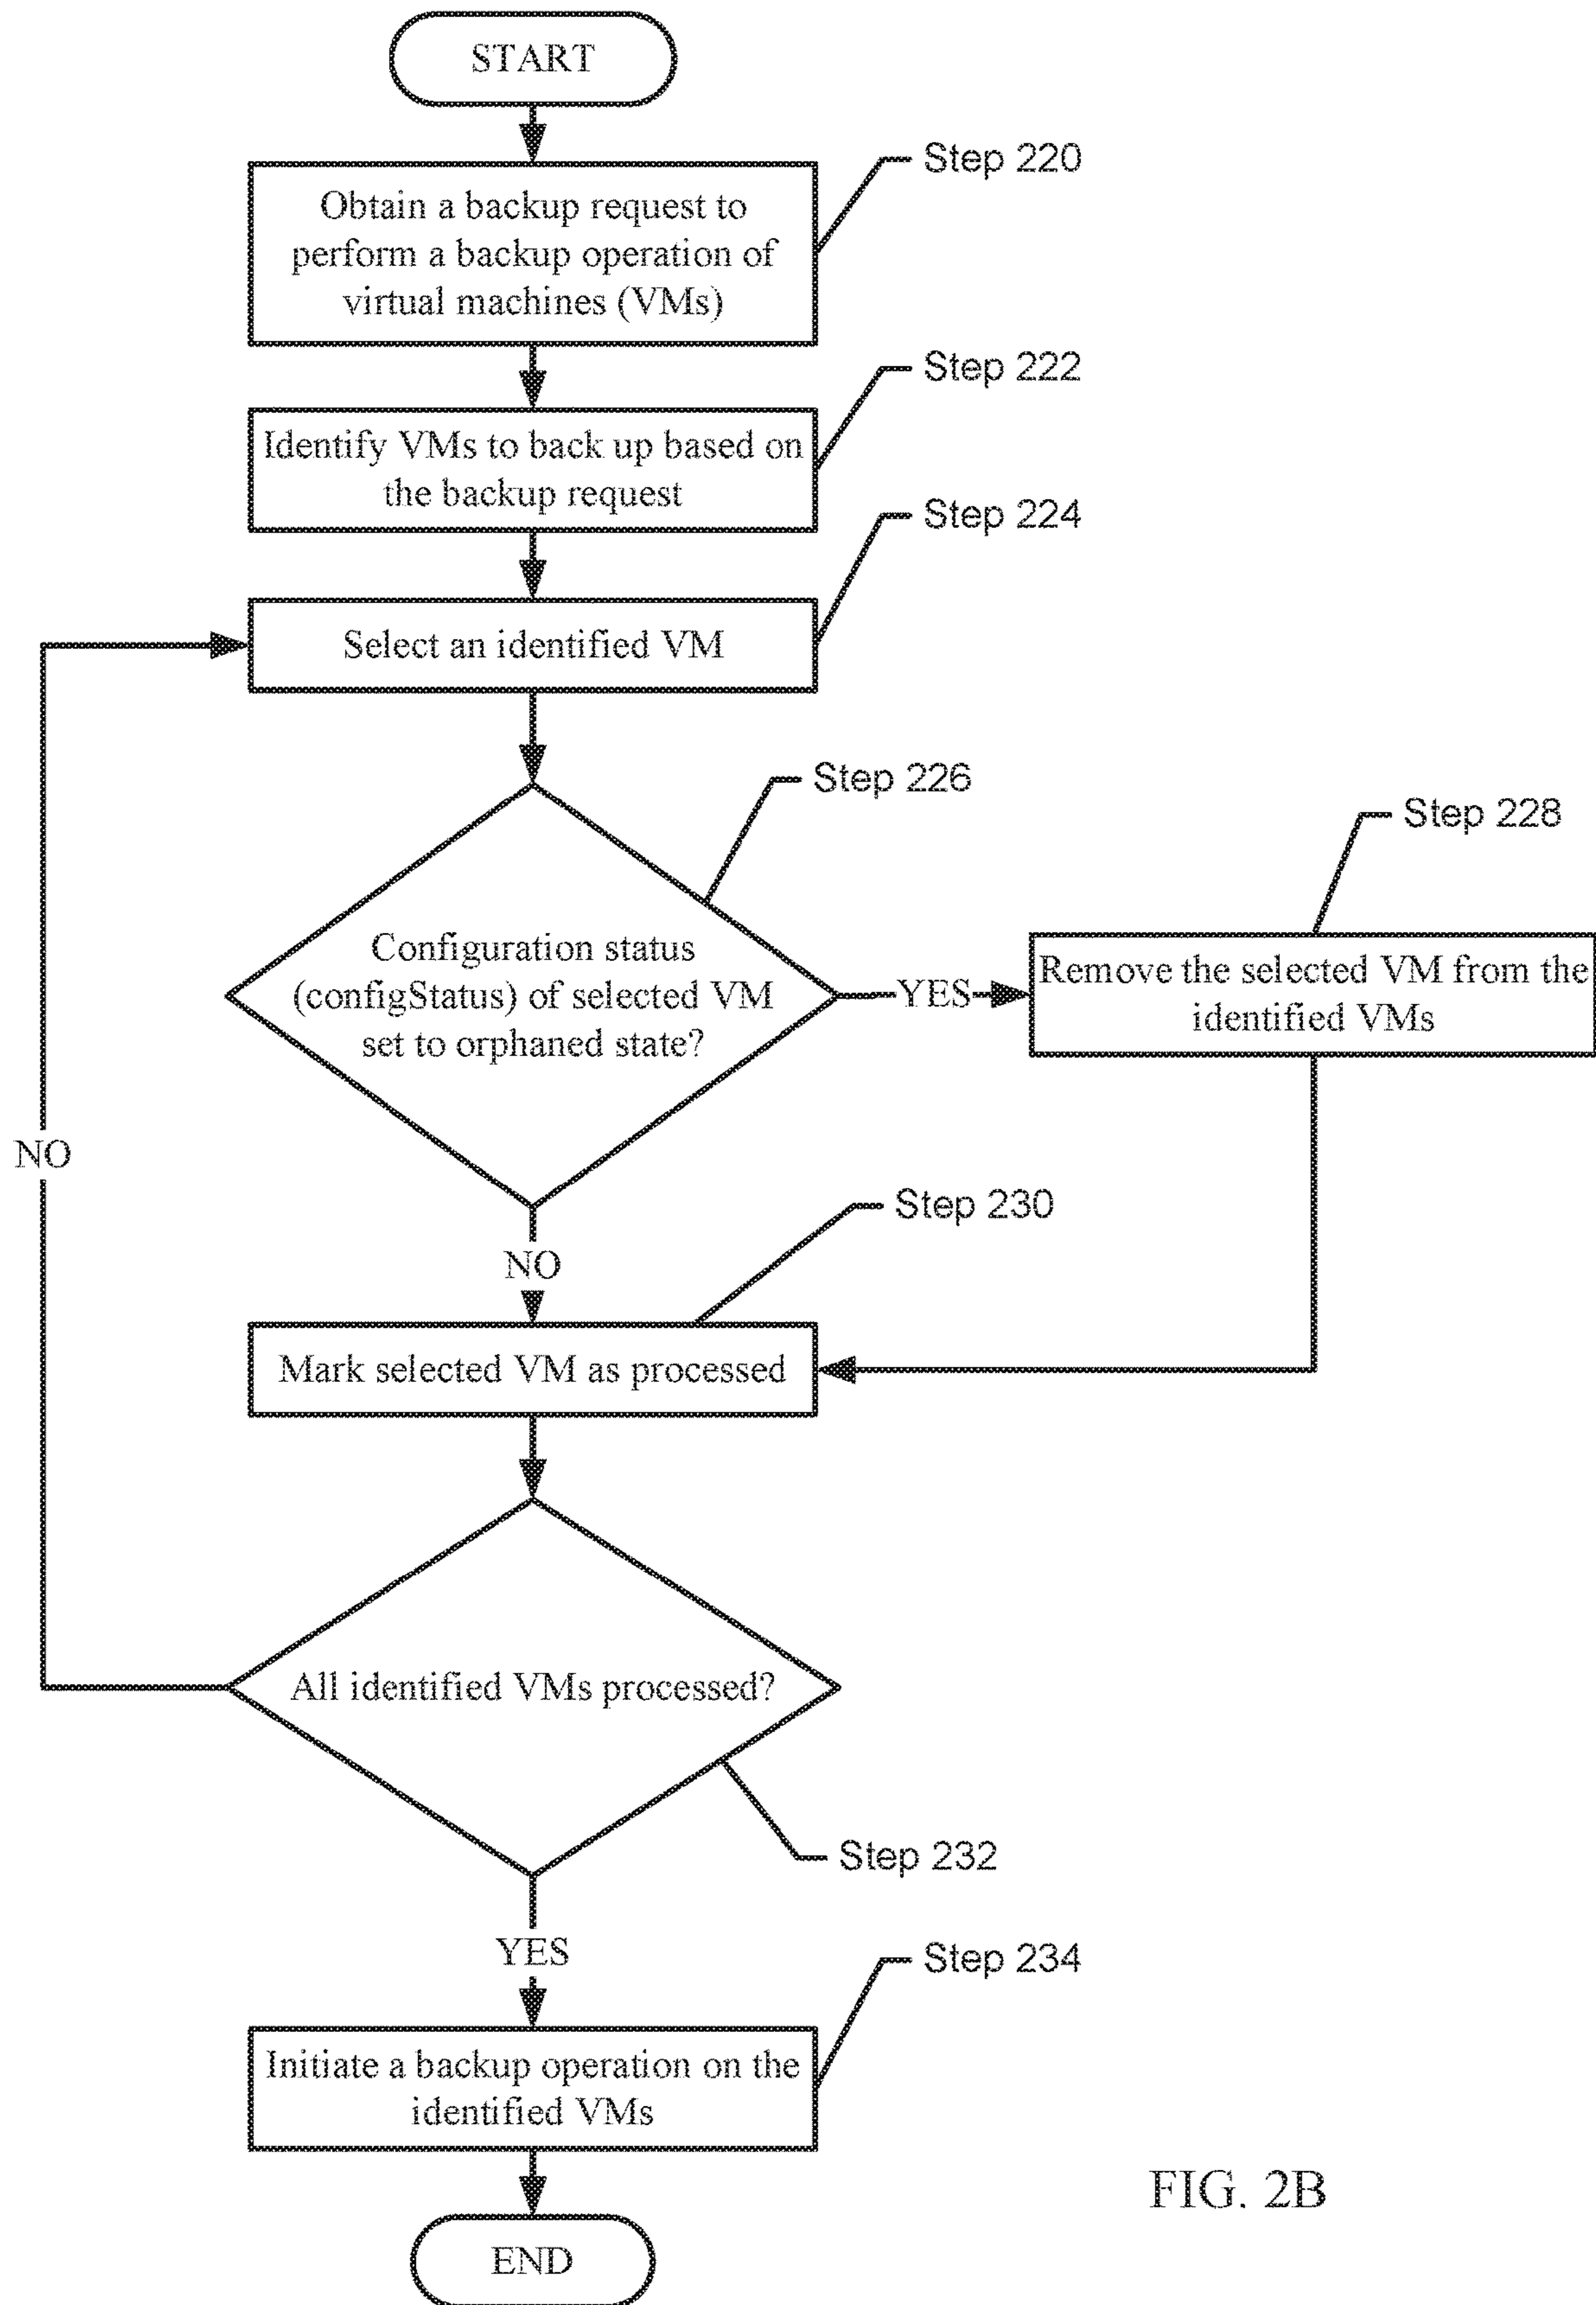 START
Step 220
Obtain a backup request to
perform a backup operation of
virtual machines (VMs)
Step 222
Identify VMs to back up based on
the backup request
Step 224
Select an identified VM
Step 226
Step 228
Configuration status
(configStatus) of selected VM
set to orphaned state?
YES
Remove the selected VM from the
identified VMs
NO
Step 230
NO
Mark selected VM as processed
All identified VMs processed?
Step 232
YES
Step 234
Initiate a backup operation on the
identified VMs
END
FIG. 2B